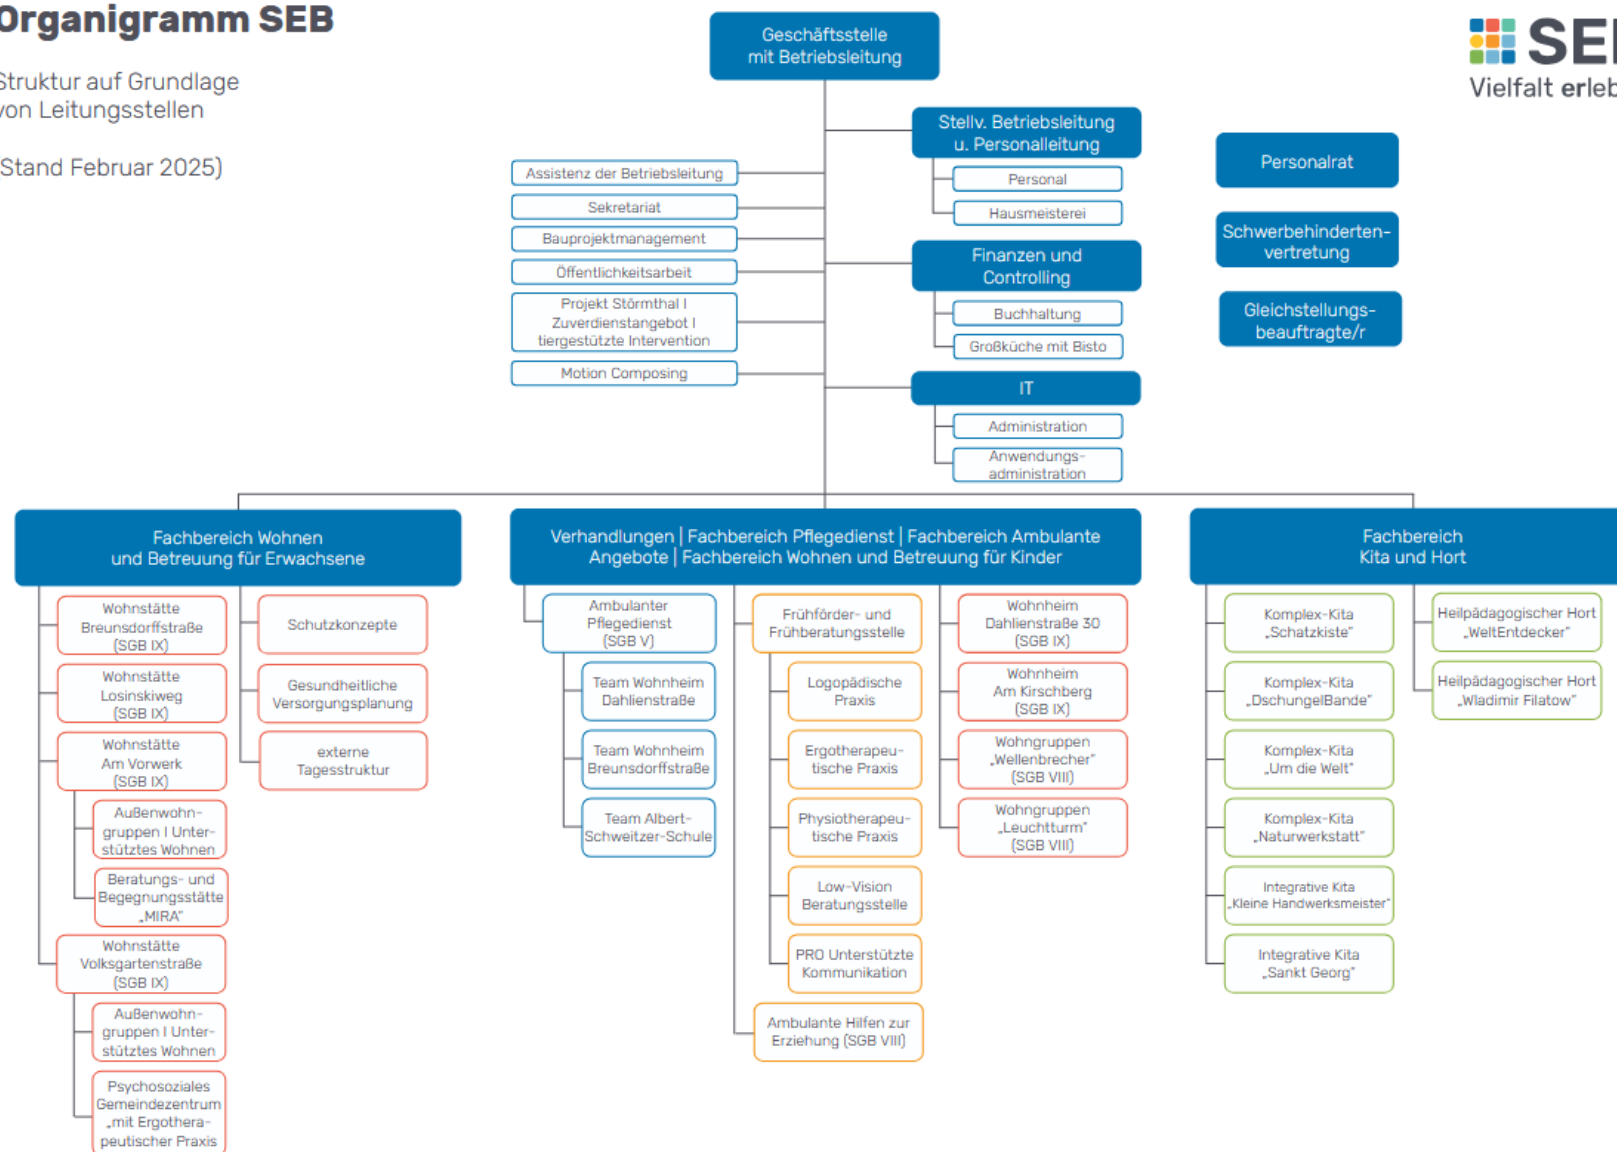 Organigramm SEB
Struktur auf Grundlage
von Leitungsstellen
(Stand Februar 2025)
Geschäftsstelle
mit Betriebsleitung
SEB
Vielfalt erleb
Stellv. Betriebsleitung
u. Personalleitung
Personal
Hausmeisterei
Assistenz der Betriebsleitung
Sekretariat
Bauprojektmanagement
Öffentlichkeitsarbeit
Projekt Störmthal I
Zuverdienstangebot I
tiergestützte Intervention
Motion Composing
Finanzen und
Controlling
Buchhaltung
Großküche mit Bisto
IT
Administration
Anwendungs-
administration
Personalrat
Schwerbehinderten-
vertretung
Gleichstellungs-
beauftragte/r
Fachbereich Wohnen
und Betreuung für Erwachsene
Wohnstätte
Breunsdorffstraße
(SGB IX)
Wohnstätte
Losinskiweg
(SGB IX)
Wohnstätte
Am Vorwerk
(SGB IX)
Außenwohn-
gruppen I Unter-
stütztes Wohnen
Beratungs- und
Begegnungsstätte
„MIRA“
Wohnstätte
Volksgartenstraße
(SGB IX)
Außenwohn-
gruppen I Unter-
stütztes Wohnen
Psychosoziales
Gemeindezentrum
„mit Ergothera-
peutischer Praxis
Schutzkonzepte
Gesundheitliche
Versorgungsplanung
externe
Tagesstruktur
Verhandlungen | Fachbereich Pflegedienst | Fachbereich Ambulante
Angebote | Fachbereich Wohnen und Betreuung für Kinder
Ambulanter
Pflegedienst
(SGB V)
Team Wohnheim
Dahlienstraße
Team Wohnheim
Breunsdorffstraße
Team Albert-
Schweitzer-Schule
Frühförder- und
Frühberatungsstelle
Logopädische
Praxis
Ergotherapeu-
tische Praxis
Physiotherapeu-
tische Praxis
Low-Vision
Beratungsstelle
PRO Unterstützte
Kommunikation
Ambulante Hilfen zur
Erziehung (SGB VIII)
Wohnheim
Dahlienstraße 30
(SGB IX)
Wohnheim
Am Kirschberg
(SGB IX)
Wohngruppen
„Wellenbrecher“
(SGB VIII)
Wohngruppen
„Leuchtturm“
(SGB VIII)
Fachbereich
Kita und Hort
Komplex-Kita
„Schatzkiste“
Komplex-Kita
„DschungelBande“
Komplex-Kita
„Um die Welt“
Komplex-Kita
„Naturwerkstatt“
Integrative Kita
„Kleine Handwerksmeister“
Integrative Kita
„Sankt Georg“
Heilpädagogischer Hort
„WeltEntdecker“
Heilpädagogischer Hort
„Wladimir Filatow“